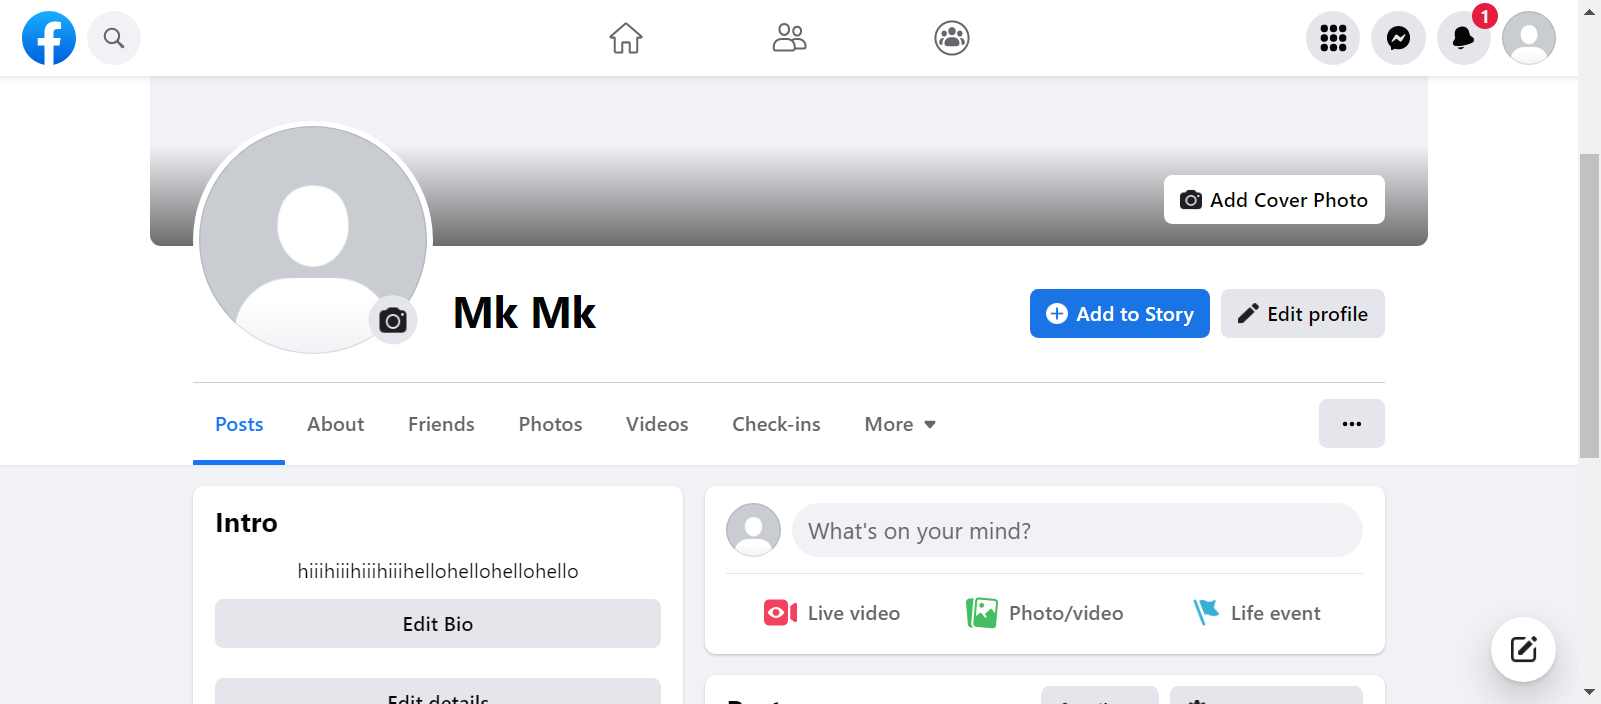 1
Add Cover Photo
Mk Mk
Add to Story
Edit profile
Posts
About
Friends
Photos
Videos
Check-ins
More
Intro
hiiihiiihiiihiiihellohellohellohello
Edit Bio
Edit details
What's on your mind?
Live video
Photo/video
Life event